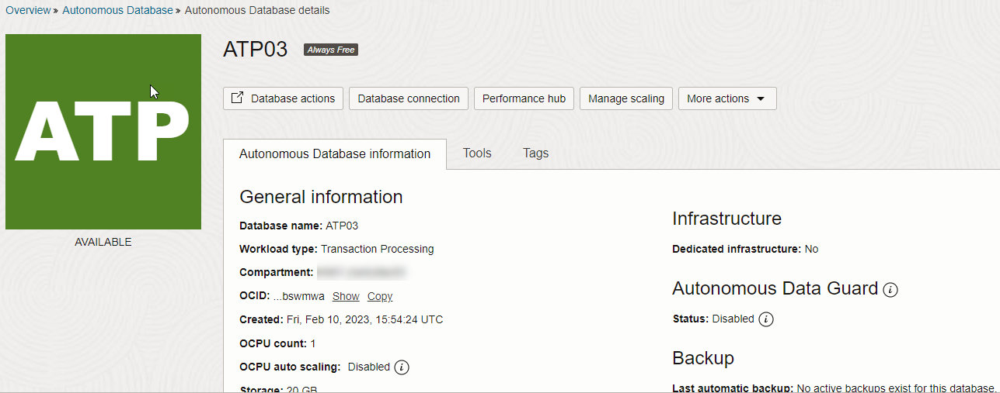 Overview » Autonomous Database » Autonomous Database details
ATP
AVAILABLE
ATP03 Always Free
Database actions Database connection Performance hub Manage scaling More actions
Autonomous Database information Tools Tags
General information
Database name: ATP03
Workload type: Transaction Processing
Compartment:
OCID: ...bswmwa Show Copy
Created: Fri, Feb 10, 2023, 15:54:24 UTC
OCPU count: 1
OCPU auto scaling: Disabled
Storage: 20 GB
Infrastructure
Dedicated infrastructure: No
Autonomous Data Guard
Status: Disabled
Backup
Last automatic backup: No active backups exist for this database.